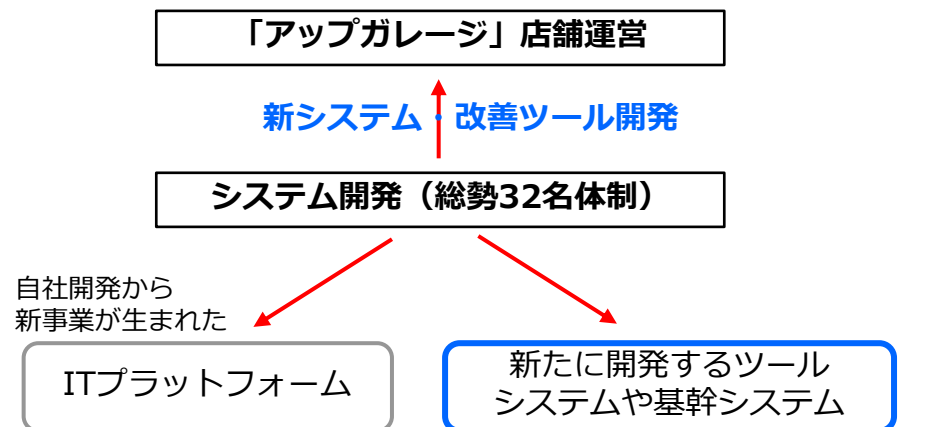 「アップガレージ」店舗運営
新システム・改善ツール開発
システム開発（総勢32名体制）
自社開発から
新事業が生まれた
ITプラットフォーム
新たに開発するツール
システムや基幹システム